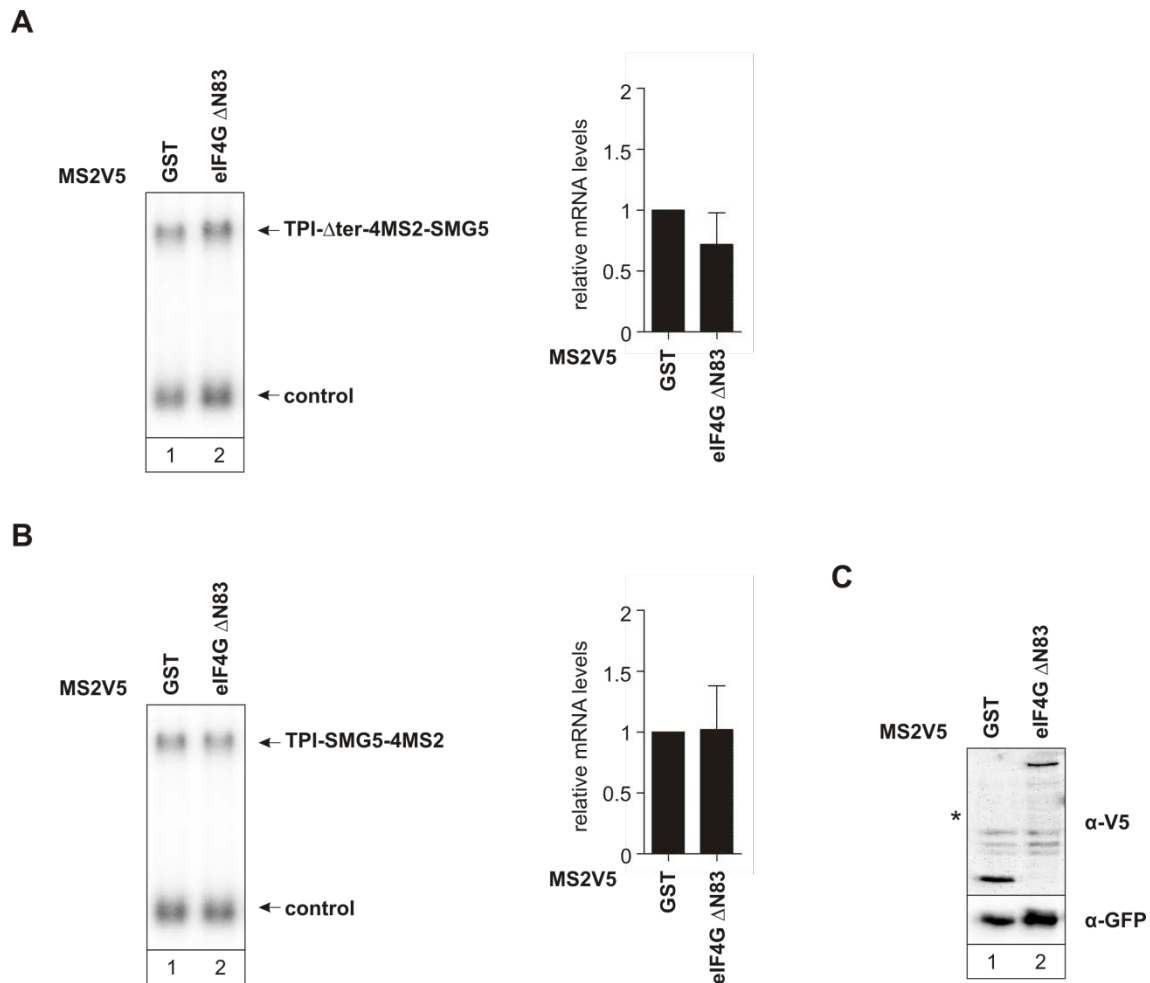 A
MS2V5
GST
eIF4G ΔN83
TPI-Δter-4MS2-SMG5
control
1 2
relative mRNA levels
2
1.5
1
0.5
0
MS2V5
GST
eIF4G ΔN83
B
MS2V5
GST
eIF4G ΔN83
TPI-SMG5-4MS2
control
1 2
relative mRNA levels
2
1.5
1
0.5
0
MS2V5
GST
eIF4G ΔN83
C
MS2V5
GST
eIF4G ΔN83
*
α-V5
α-GFP
1 2